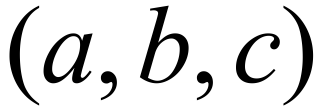 (a, b, c)